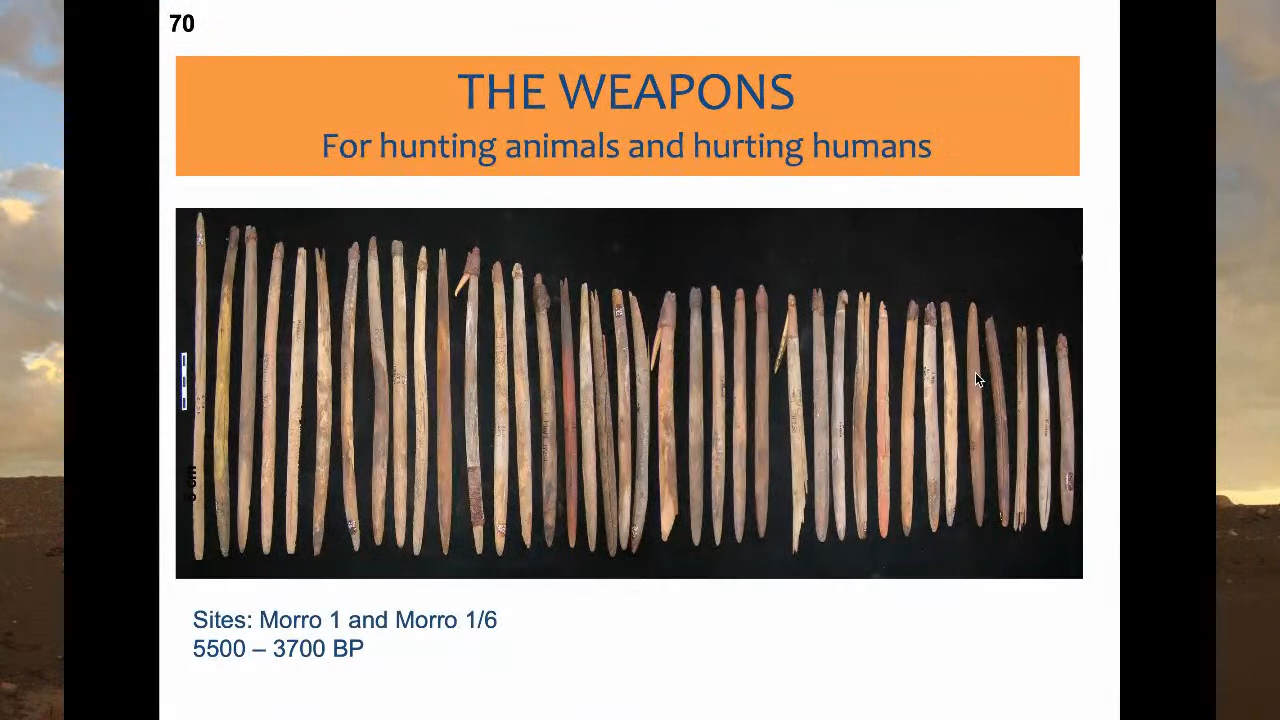 70
THE WEAPONS
For hunting animals and hurting humans
Sites: Morro 1 and Morro 1/6
5500 – 3700 BP